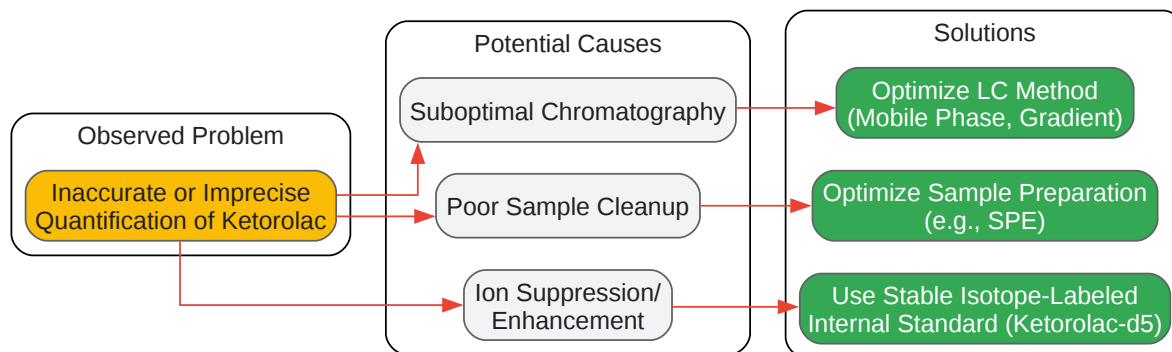 Observed Problem
Inaccurate or Imprecise
Quantification of Ketorolac
Potential Causes
Suboptimal Chromatography
Poor Sample Cleanup
Ion Suppression/
Enhancement
Solutions
Optimize LC Method
(Mobile Phase, Gradient)
Optimize Sample Preparation
(e.g., SPE)
Use Stable Isotope-Labeled
Internal Standard (Ketorolac-d5)